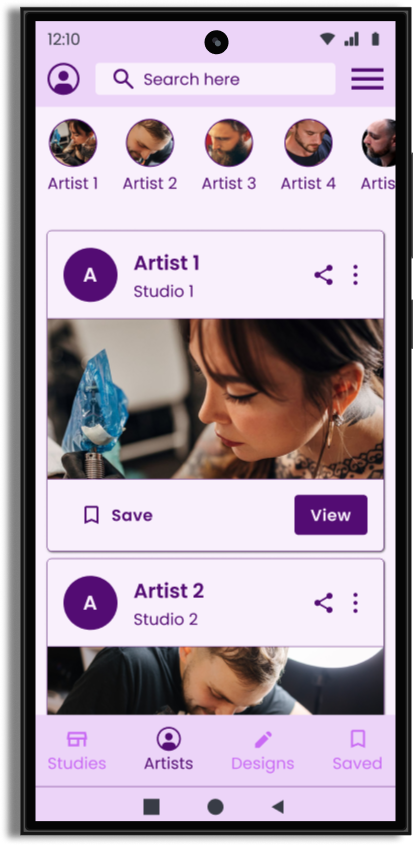 12:10
Search here
Artist 1 Artist 2 Artist 3 Artist 4 Artis
A
Artist 1
Studio 1
Save View
A
Artist 2
Studio 2
Studies Artists Designs Saved